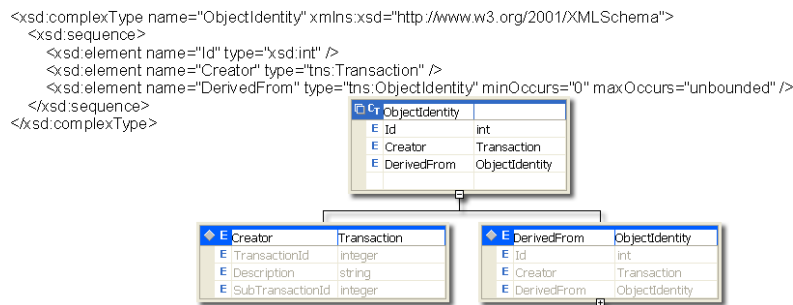 <xsd:complexType name="ObjectIdentity" xmlns:xsd="http://www.w3.org/2001/XMLSchema">
<xsd:sequence>
<xsd:element name="Id" type="xsd:int" />
<xsd:element name="Creator" type="tns:Transaction" />
<xsd:element name="DerivedFrom" type="tns:ObjectIdentity" minOccurs="0" maxOccurs="unbounded" />
</xsd:sequence>
</xsd:complexType>
CT ObjectIdentity
E Id int
E Creator Transaction
E DerivedFrom ObjectIdentity
E Creator Transaction
E TransactionId integer
E Description string
E SubTransactionId integer
E DerivedFrom ObjectIdentity
E Id int
E Creator Transaction
E DerivedFrom ObjectIdentity